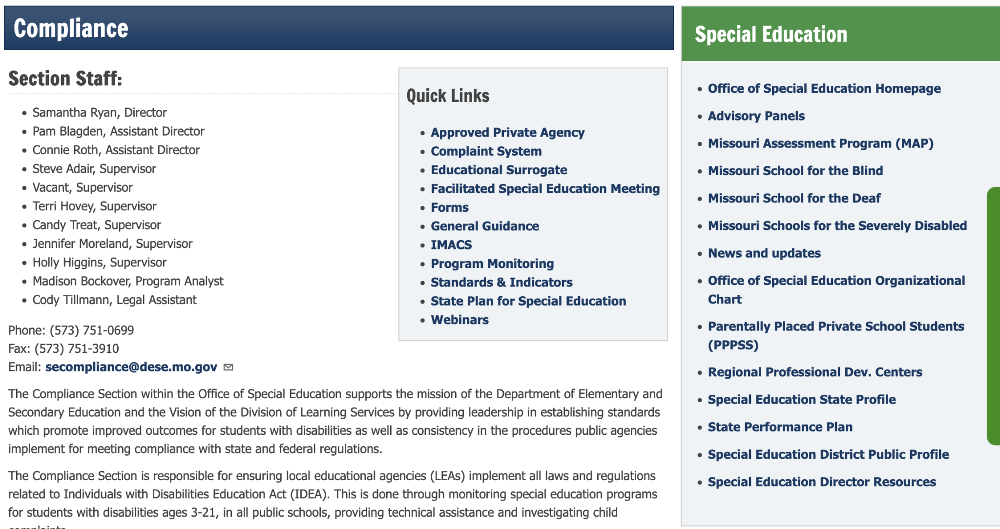 Compliance
Section Staff:
Samantha Ryan, Director
Pam Blagden, Assistant Director
Connie Roth, Assistant Director
Steve Adair, Supervisor
Vacant, Supervisor
Terri Hovey, Supervisor
Candy Treat, Supervisor
Jennifer Moreland, Supervisor
Holly Higgins, Supervisor
Madison Bockover, Program Analyst
Cody Tillmann, Legal Assistant
Phone: (573) 751-0699
Fax: (573) 751-3910
Email: secompliance@dese.mo.gov
Quick Links
Approved Private Agency
Complaint System
Educational Surrogate
Facilitated Special Education Meeting
Forms
General Guidance
IMACS
Program Monitoring
Standards & Indicators
State Plan for Special Education
Webinars
The Compliance Section within the Office of Special Education supports the mission of the Department of Elementary and
Secondary Education and the Vision of the Division of Learning Services by providing leadership in establishing standards
which promote improved outcomes for students with disabilities as well as consistency in the procedures public agencies
implement for meeting compliance with state and federal regulations.
The Compliance Section is responsible for ensuring local educational agencies (LEAs) implement all laws and regulations
related to Individuals with Disabilities Education Act (IDEA). This is done through monitoring special education programs
for students with disabilities ages 3-21, in all public schools, providing technical assistance and investigating child
Special Education
Office of Special Education Homepage
Advisory Panels
Missouri Assessment Program (MAP)
Missouri School for the Blind
Missouri School for the Deaf
Missouri Schools for the Severely Disabled
News and updates
Office of Special Education Organizational
Chart
Parentally Placed Private School Students
(PPPSS)
Regional Professional Dev. Centers
Special Education State Profile
State Performance Plan
Special Education District Public Profile
Special Education Director Resources